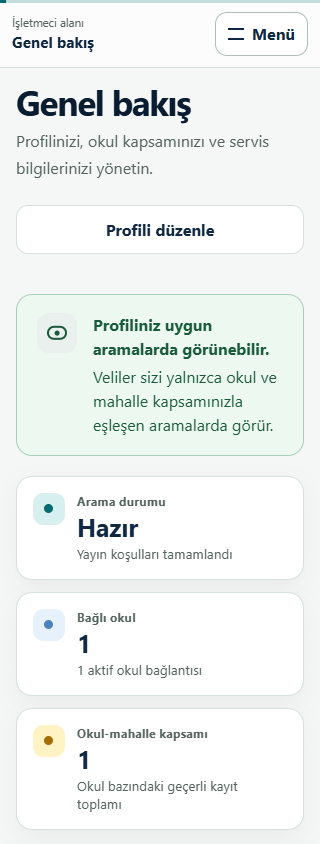 İşletmeci alanı
Genel bakış
Menü
Genel bakış
Profilinizi, okul kapsamınızı ve servis
bilgilerinizi yönetin.
Profili düzenle
Profiliniz uygun
aramalarda görünebilir.
Veliler sizi yalnızca okul ve
mahalle kapsamınızla
eşleşen aramalarda görür.
Arama durumu
Hazır
Yayın koşulları tamamlandı
Bağlı okul
1
1 aktif okul bağlantısı
Okul-mahalle kapsamı
1
Okul bazındaki geçerli kayıt
toplamı